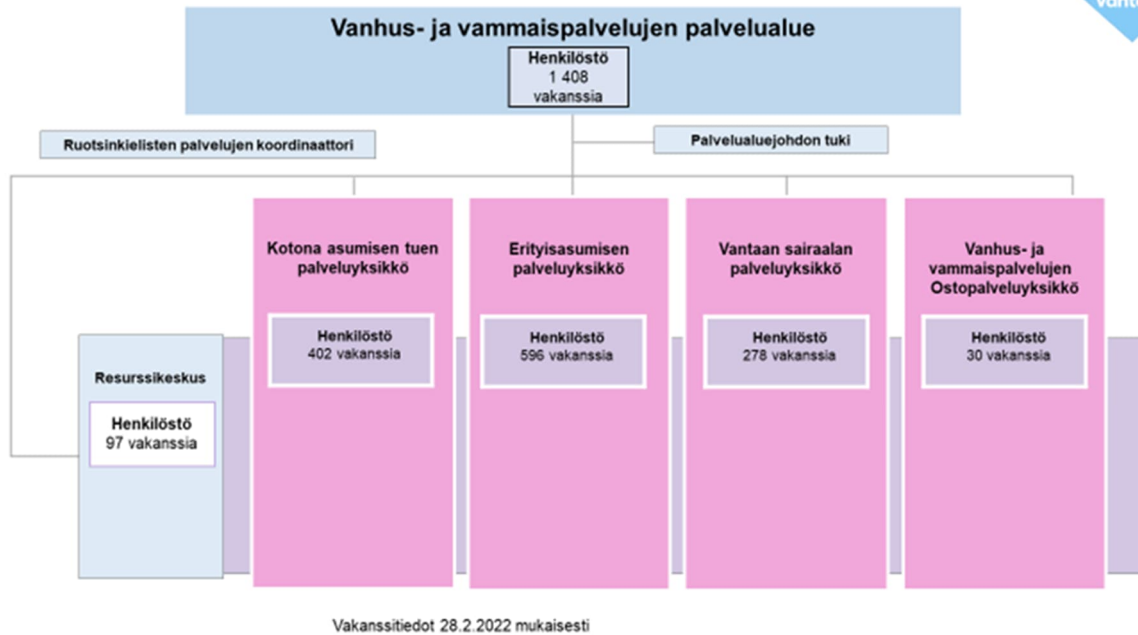 Vanhus- ja vammaispalvelujen palvelualue
Henkilöstö
1 408
vakanssia
Ruotsinkielisten palvelujen koordinaattori
Palvelualuejohdon tuki
Kotona asumisen tuen
palveluyksikkö
Henkilöstö
402 vakanssia
Erityisasumisen
palveluyksikkö
Henkilöstö
596 vakanssia
Vantaan sairaalan
palveluyksikkö
Henkilöstö
278 vakanssia
Vanhus- ja
vammaispalvelujen
Ostopalveluyksikkö
Henkilöstö
30 vakanssia
Resurssikeskus
Henkilöstö
97 vakanssia
Vakanssitiedot 28.2.2022 mukaisesti